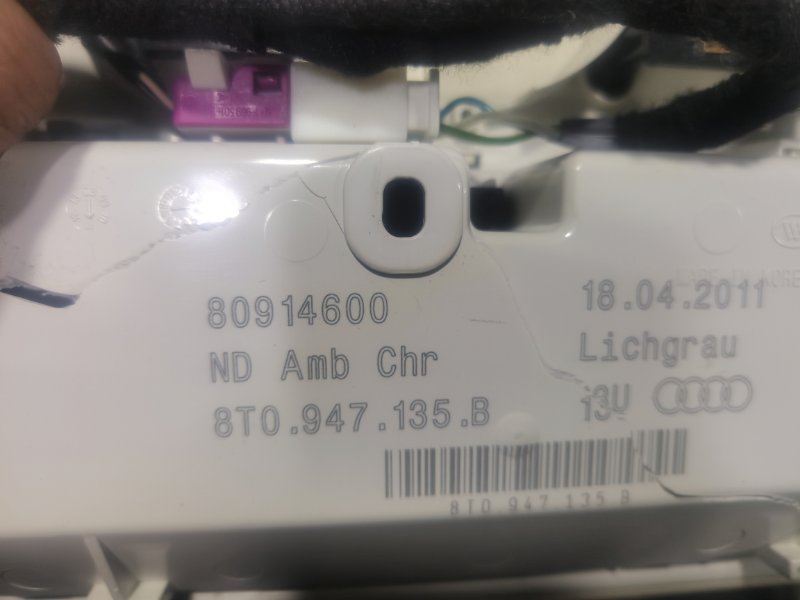 80914600
ND Amb Chr
8T0.947.135.B
18.04.2011
Lichgrau
13U
8T0 947 135 B